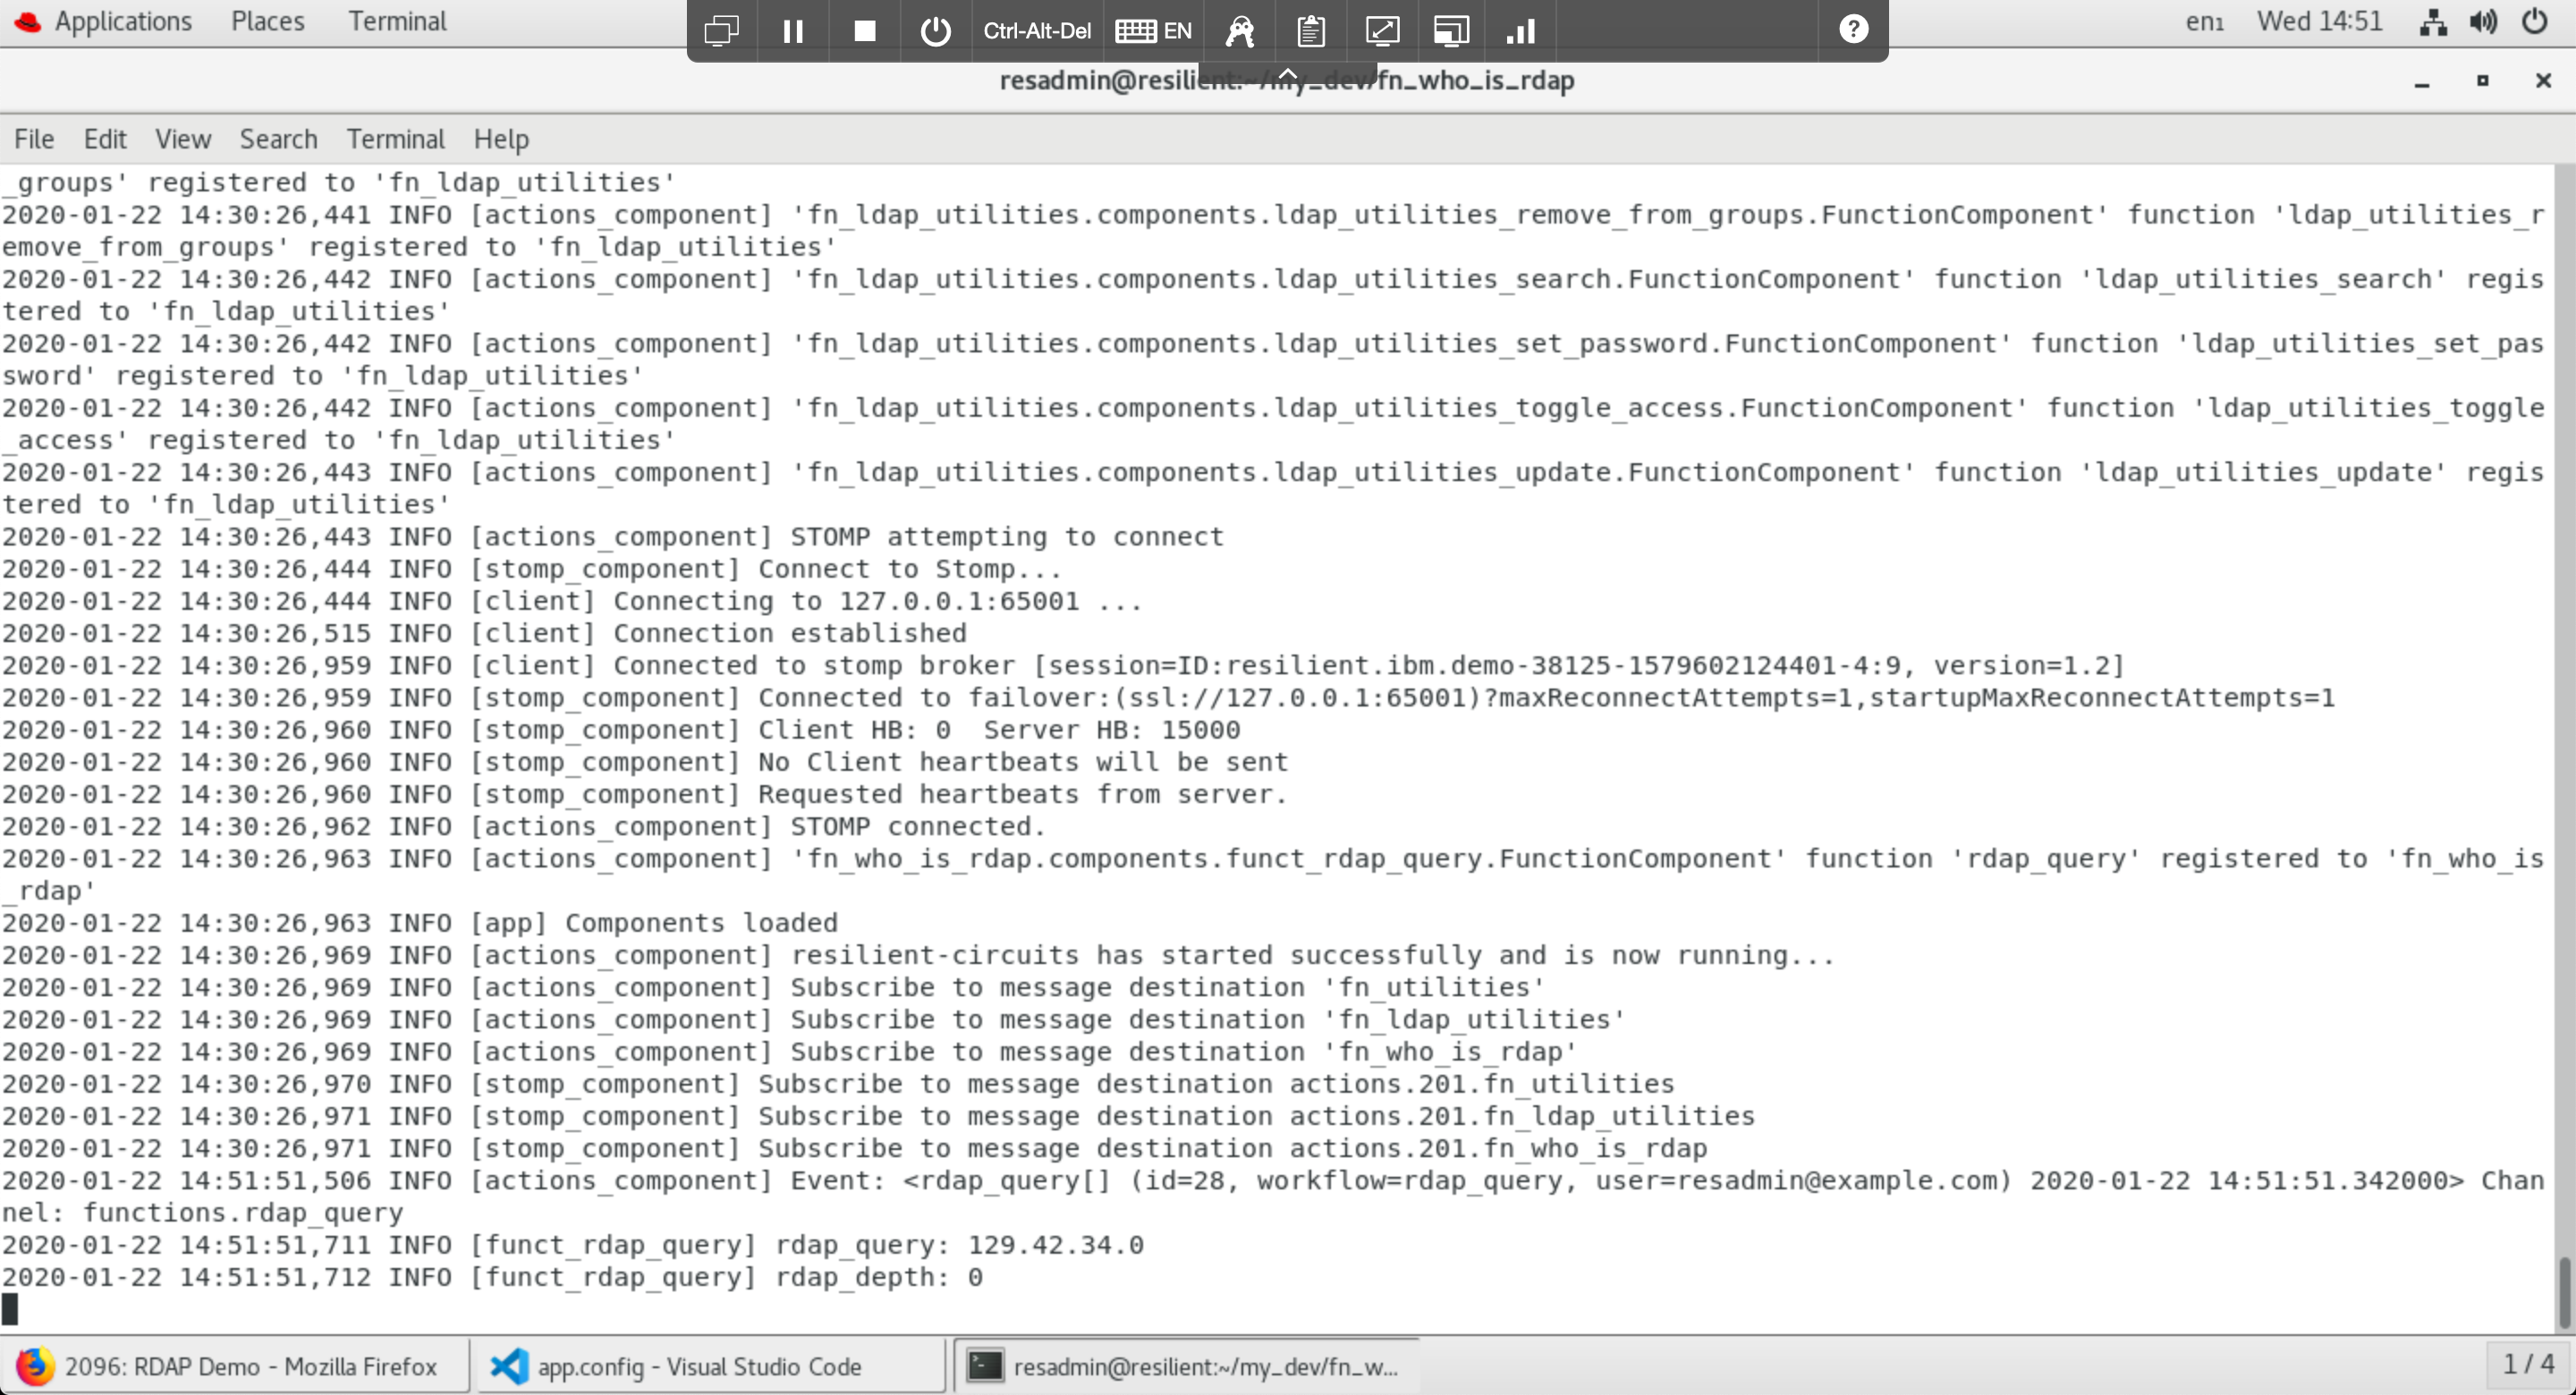 Applications Places Terminal
Ctrl-Alt-Del EN
en₁ Wed 14:51
resadmin@resilient:~/my_dev/fn_who_is_rdap
File Edit View Search Terminal Help
_groups' registered to 'fn_ldap_utilities'
2020-01-22 14:30:26,441 INFO [actions_component] 'fn_ldap_utilities.components.ldap_utilities_remove_from_groups.FunctionComponent' function 'ldap_utilities_r
emove_from_groups' registered to 'fn_ldap_utilities'
2020-01-22 14:30:26,442 INFO [actions_component] 'fn_ldap_utilities.components.ldap_utilities_search.FunctionComponent' function 'ldap_utilities_search' regis
tered to 'fn_ldap_utilities'
2020-01-22 14:30:26,442 INFO [actions_component] 'fn_ldap_utilities.components.ldap_utilities_set_password.FunctionComponent' function 'ldap_utilities_set_pas
sword' registered to 'fn_ldap_utilities'
2020-01-22 14:30:26,442 INFO [actions_component] 'fn_ldap_utilities.components.ldap_utilities_toggle_access.FunctionComponent' function 'ldap_utilities_toggle
_access' registered to 'fn_ldap_utilities'
2020-01-22 14:30:26,443 INFO [actions_component] 'fn_ldap_utilities.components.ldap_utilities_update.FunctionComponent' function 'ldap_utilities_update' regis
tered to 'fn_ldap_utilities'
2020-01-22 14:30:26,443 INFO [actions_component] STOMP attempting to connect
2020-01-22 14:30:26,444 INFO [stomp_component] Connect to Stomp...
2020-01-22 14:30:26,444 INFO [client] Connecting to 127.0.0.1:65001 ...
2020-01-22 14:30:26,515 INFO [client] Connection established
2020-01-22 14:30:26,959 INFO [client] Connected to stomp broker [session=ID:resilient.ibm.demo-38125-1579602124401-4:9, version=1.2]
2020-01-22 14:30:26,959 INFO [stomp_component] Connected to failover:(ssl://127.0.0.1:65001)?maxReconnectAttempts=1,startupMaxReconnectAttempts=1
2020-01-22 14:30:26,960 INFO [stomp_component] Client HB: 0  Server HB: 15000
2020-01-22 14:30:26,960 INFO [stomp_component] No Client heartbeats will be sent
2020-01-22 14:30:26,960 INFO [stomp_component] Requested heartbeats from server.
2020-01-22 14:30:26,962 INFO [actions_component] STOMP connected.
2020-01-22 14:30:26,963 INFO [actions_component] 'fn_who_is_rdap.components.funct_rdap_query.FunctionComponent' function 'rdap_query' registered to 'fn_who_is
_rdap'
2020-01-22 14:30:26,963 INFO [app] Components loaded
2020-01-22 14:30:26,969 INFO [actions_component] resilient-circuits has started successfully and is now running...
2020-01-22 14:30:26,969 INFO [actions_component] Subscribe to message destination 'fn_utilities'
2020-01-22 14:30:26,969 INFO [actions_component] Subscribe to message destination 'fn_ldap_utilities'
2020-01-22 14:30:26,969 INFO [actions_component] Subscribe to message destination 'fn_who_is_rdap'
2020-01-22 14:30:26,970 INFO [stomp_component] Subscribe to message destination actions.201.fn_utilities
2020-01-22 14:30:26,971 INFO [stomp_component] Subscribe to message destination actions.201.fn_ldap_utilities
2020-01-22 14:30:26,971 INFO [stomp_component] Subscribe to message destination actions.201.fn_who_is_rdap
2020-01-22 14:51:51,506 INFO [actions_component] Event: <rdap_query[] (id=28, workflow=rdap_query, user=resadmin@example.com) 2020-01-22 14:51:51.342000> Chan
nel: functions.rdap_query
2020-01-22 14:51:51,711 INFO [funct_rdap_query] rdap_query: 129.42.34.0
2020-01-22 14:51:51,712 INFO [funct_rdap_query] rdap_depth: 0
2096: RDAP Demo - Mozilla Firefox
app.config - Visual Studio Code
resadmin@resilient:~/my_dev/fn_w...
1 / 4